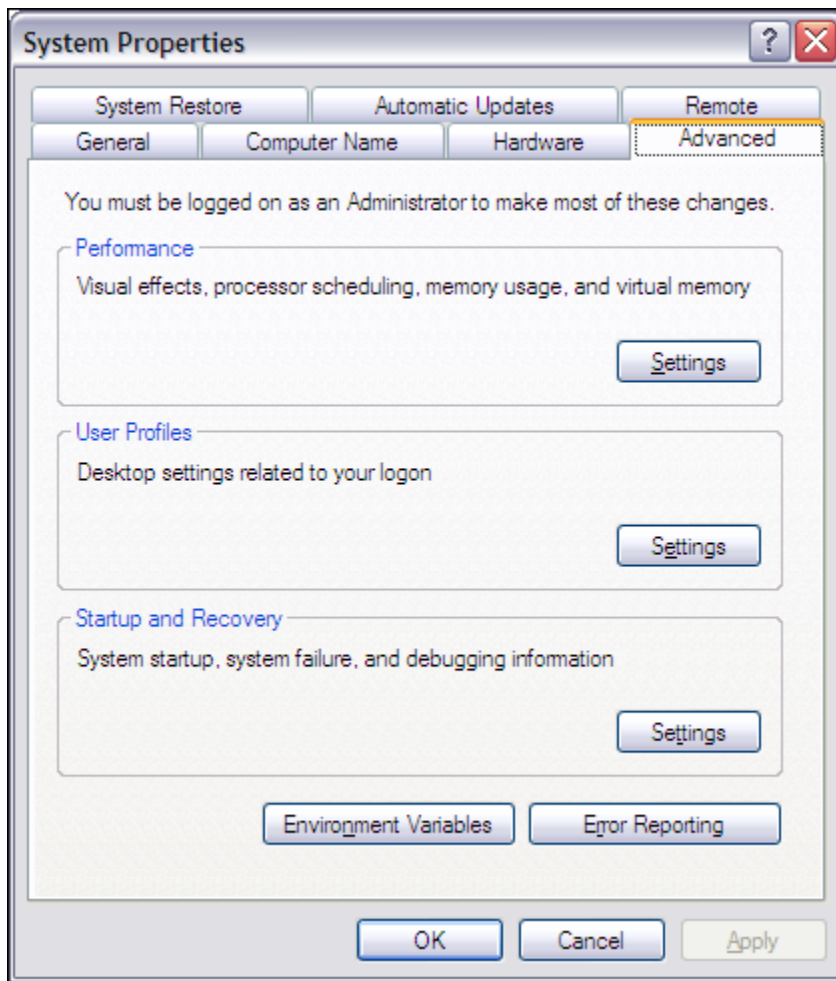 System Properties
?
System Restore Automatic Updates Remote
General Computer Name Hardware Advanced
You must be logged on as an Administrator to make most of these changes.
Performance
Visual effects, processor scheduling, memory usage, and virtual memory
Settings
User Profiles
Desktop settings related to your logon
Settings
Startup and Recovery
System startup, system failure, and debugging information
Settings
Environment Variables Error Reporting
OK Cancel Apply